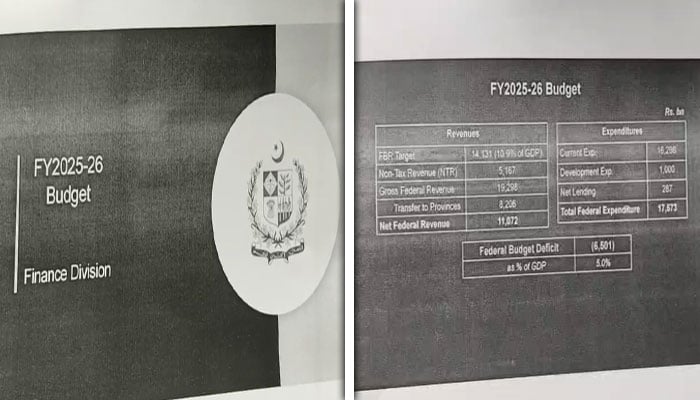 FY2025-26
Budget
Finance Division
FY2025-26 Budget
Rs. bn
Revenues
FBR Target 14,131 (10.9% of GDP)
Non-Tax Revenue (NTR) 5,147
Gross Federal Revenue 19,278
Transfer to Provinces 8,206
Net Federal Revenue 11,072
Expenditures
Current Exp. 16,286
Development Exp. 1,000
Net Lending 287
Total Federal Expenditure 17,573
Federal Budget Deficit (6,501)
as % of GDP 5.0%